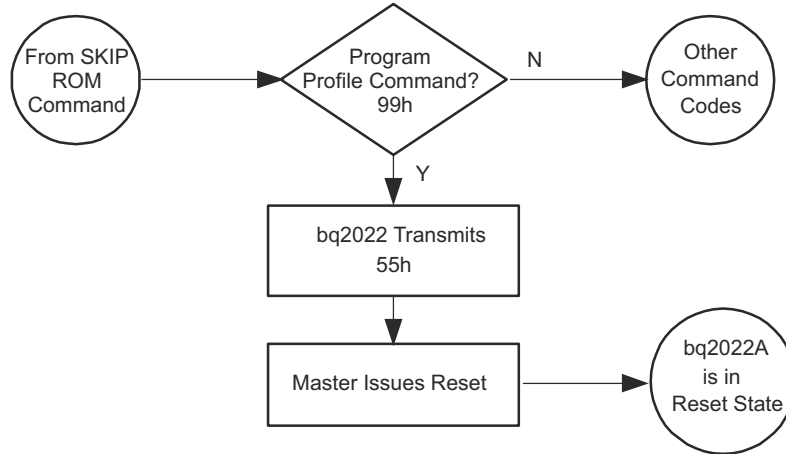 From SKIP
ROM
Command
Program
Profile Command?
99h
N
Other
Command
Codes
Y
bq2022 Transmits
55h
Master Issues Reset
bq2022A
is in
Reset State